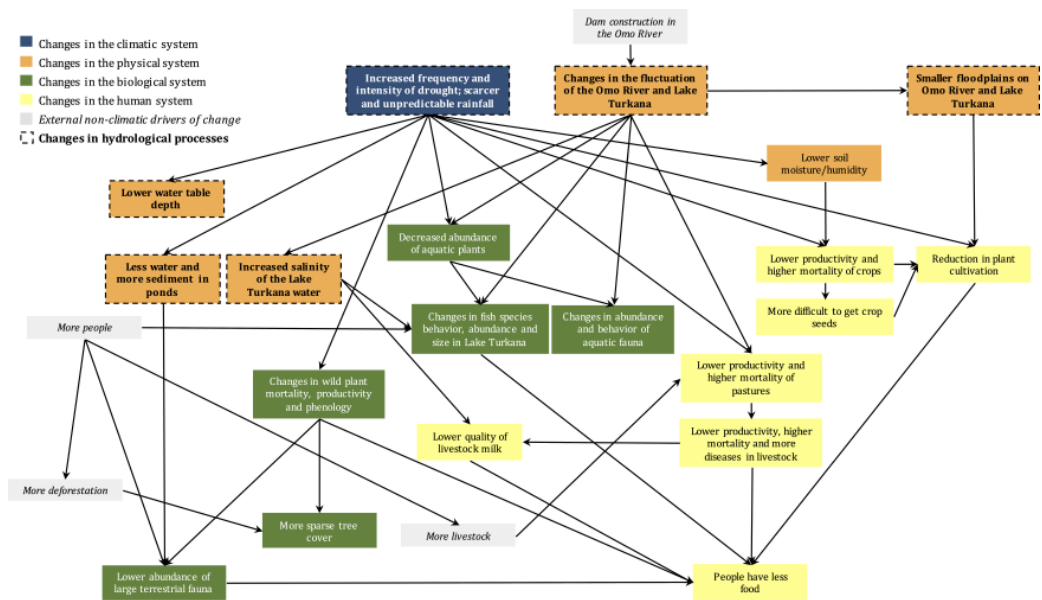 Dam construction in
the Omo River
Changes in the climatic system
Changes in the physical system
Changes in the biological system
Changes in the human system
External non-climatic drivers of change
Changes in hydrological processes
Increased frequency and
intensity of drought; scarcer
and unpredictable rainfall
Changes in the fluctuation
of the Omo River and Lake
Turkana
Smaller floodplains on
Omo River and Lake
Turkana
Lower soil
moisture/humidity
Lower water table
depth
Decreased abundance
of aquatic plants
Less water and
more sediment in
ponds
Increased salinity
of the Lake
Turkana water
Lower productivity and
higher mortality of crops
Reduction in plant
cultivation
More difficult to get crop
seeds
More people
Changes in fish species
behavior, abundance and
size in Lake Turkana
Changes in abundance
and behavior of
aquatic fauna
Lower productivity and
higher mortality of
pastures
Changes in wild plant
mortality, productivity
and phenology
Lower quality of
livestock milk
Lower productivity, higher
mortality and more
diseases in livestock
More deforestation
More sparse tree
cover
More livestock
Lower abundance of
large terrestrial fauna
People have less
food